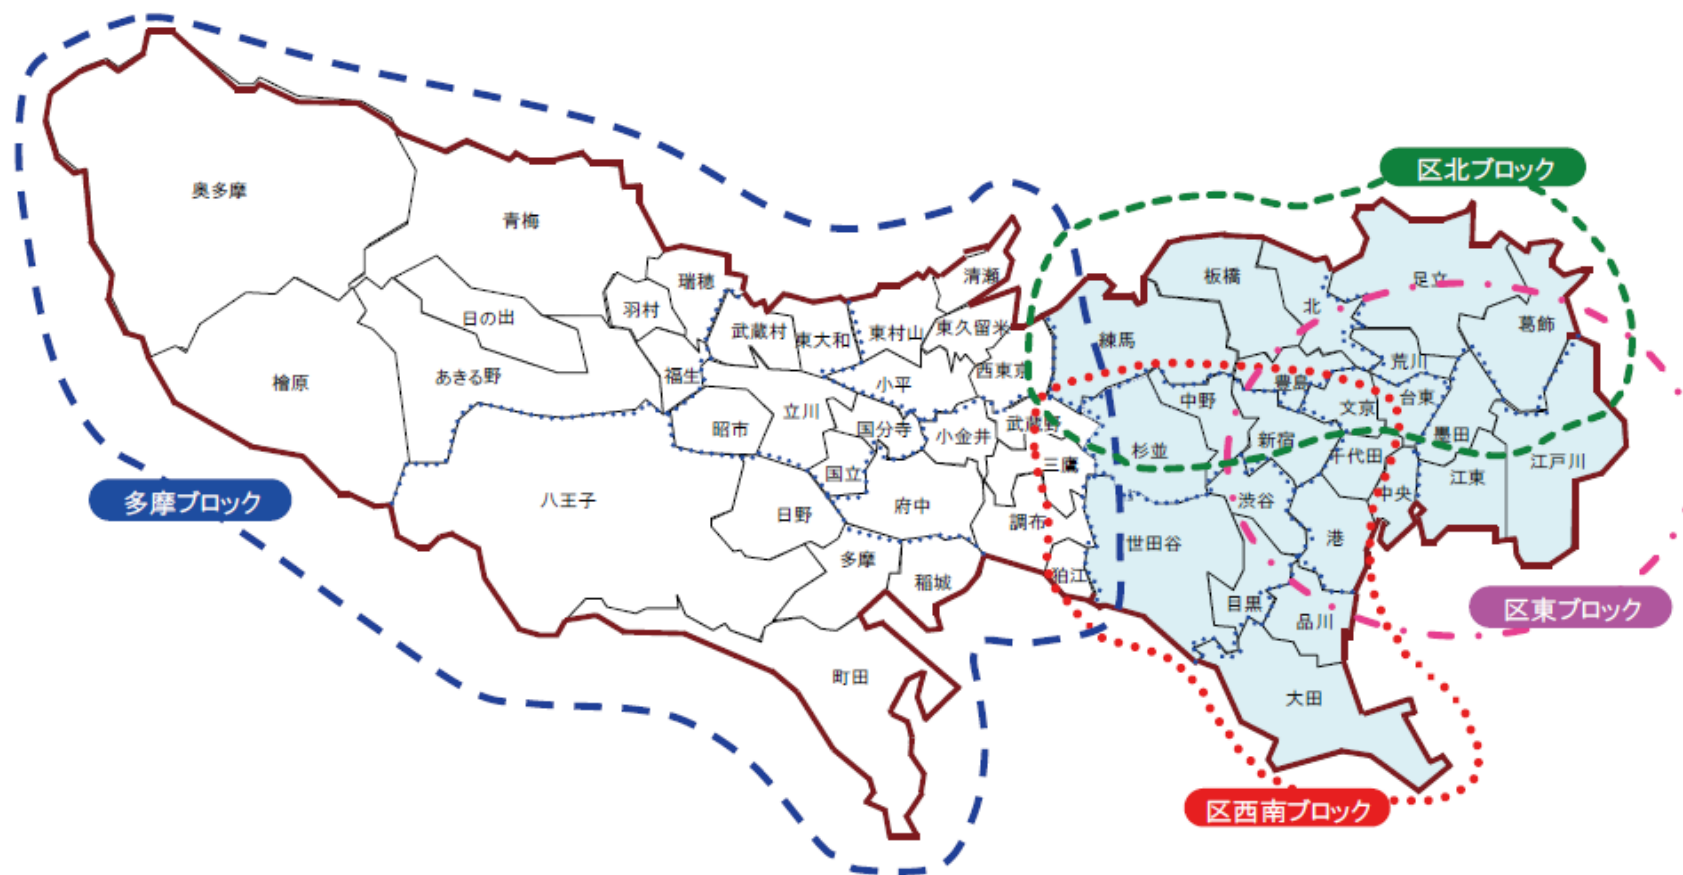 区北ブロック
奥多摩
青梅
清瀬
板橋
足立
瑞穂
北
羽村
日の出
武蔵村
東大和
東村山
東久留米
練馬
葛飾
檜原
あきる野
福生
小平
西東京
豊島
荒川
立川
中野
文京
台東
昭市
国分寺
小金井
武蔵野
新宿
墨田
杉並
千代田
三鷹
江戸川
国立
江東
多摩ブロック
八王子
日野
府中
渋谷
中央
調布
世田谷
港
多摩
稲城
狛江
目黒
品川
区東ブロック
町田
大田
区西南ブロック